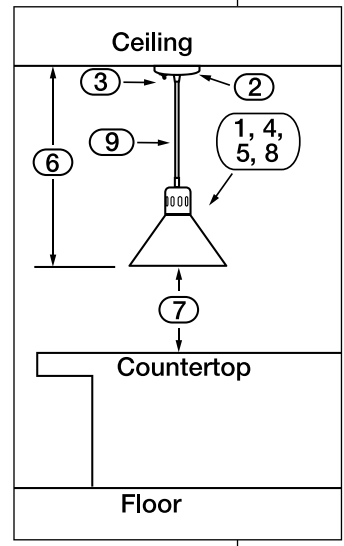 Ceiling
3
2
9
1, 4,
5, 8
6
7
Countertop
Floor